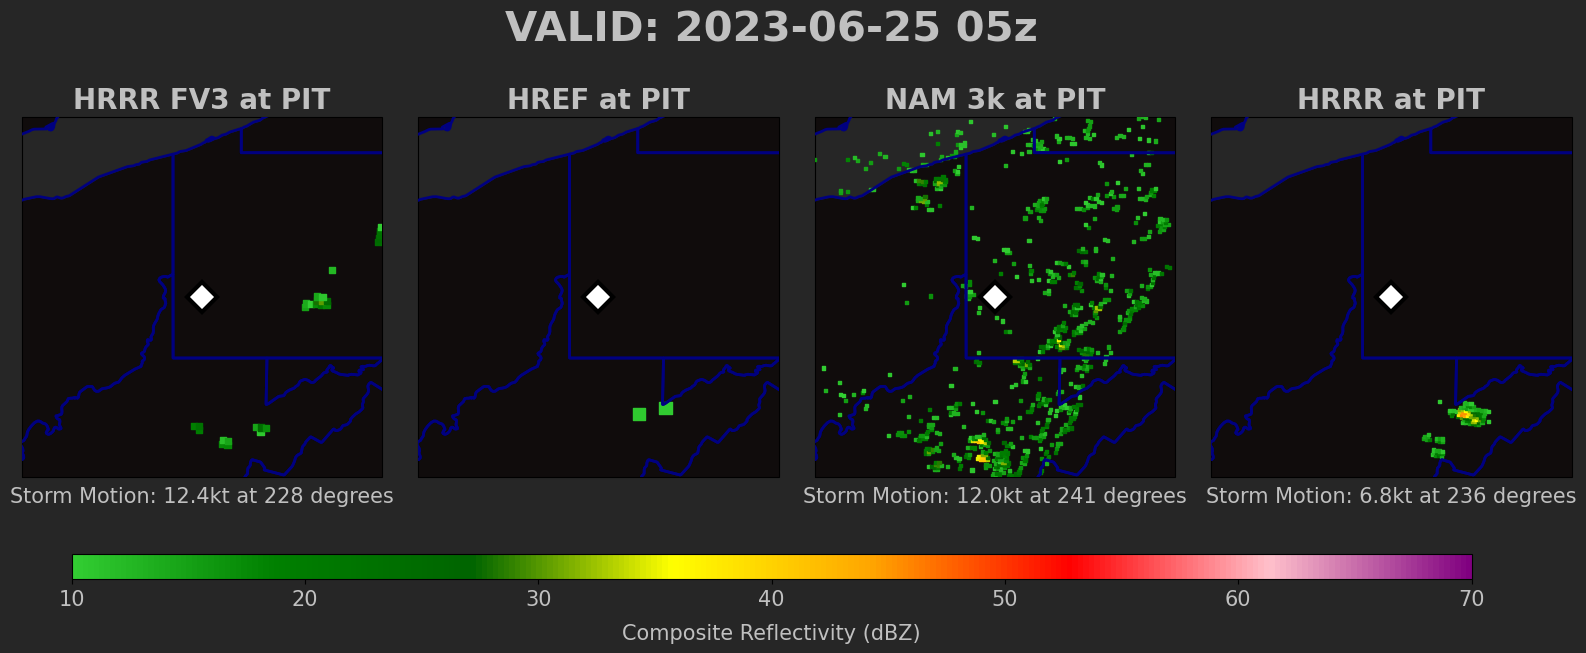 VALID: 2023-06-25 05z
HRRR FV3 at PIT
HREF at PIT
NAM 3k at PIT
HRRR at PIT
Storm Motion: 12.4kt at 228 degrees
Storm Motion: 12.0kt at 241 degrees
Storm Motion: 6.8kt at 236 degrees
10 20 30 40 50 60 70
Composite Reflectivity (dBZ)